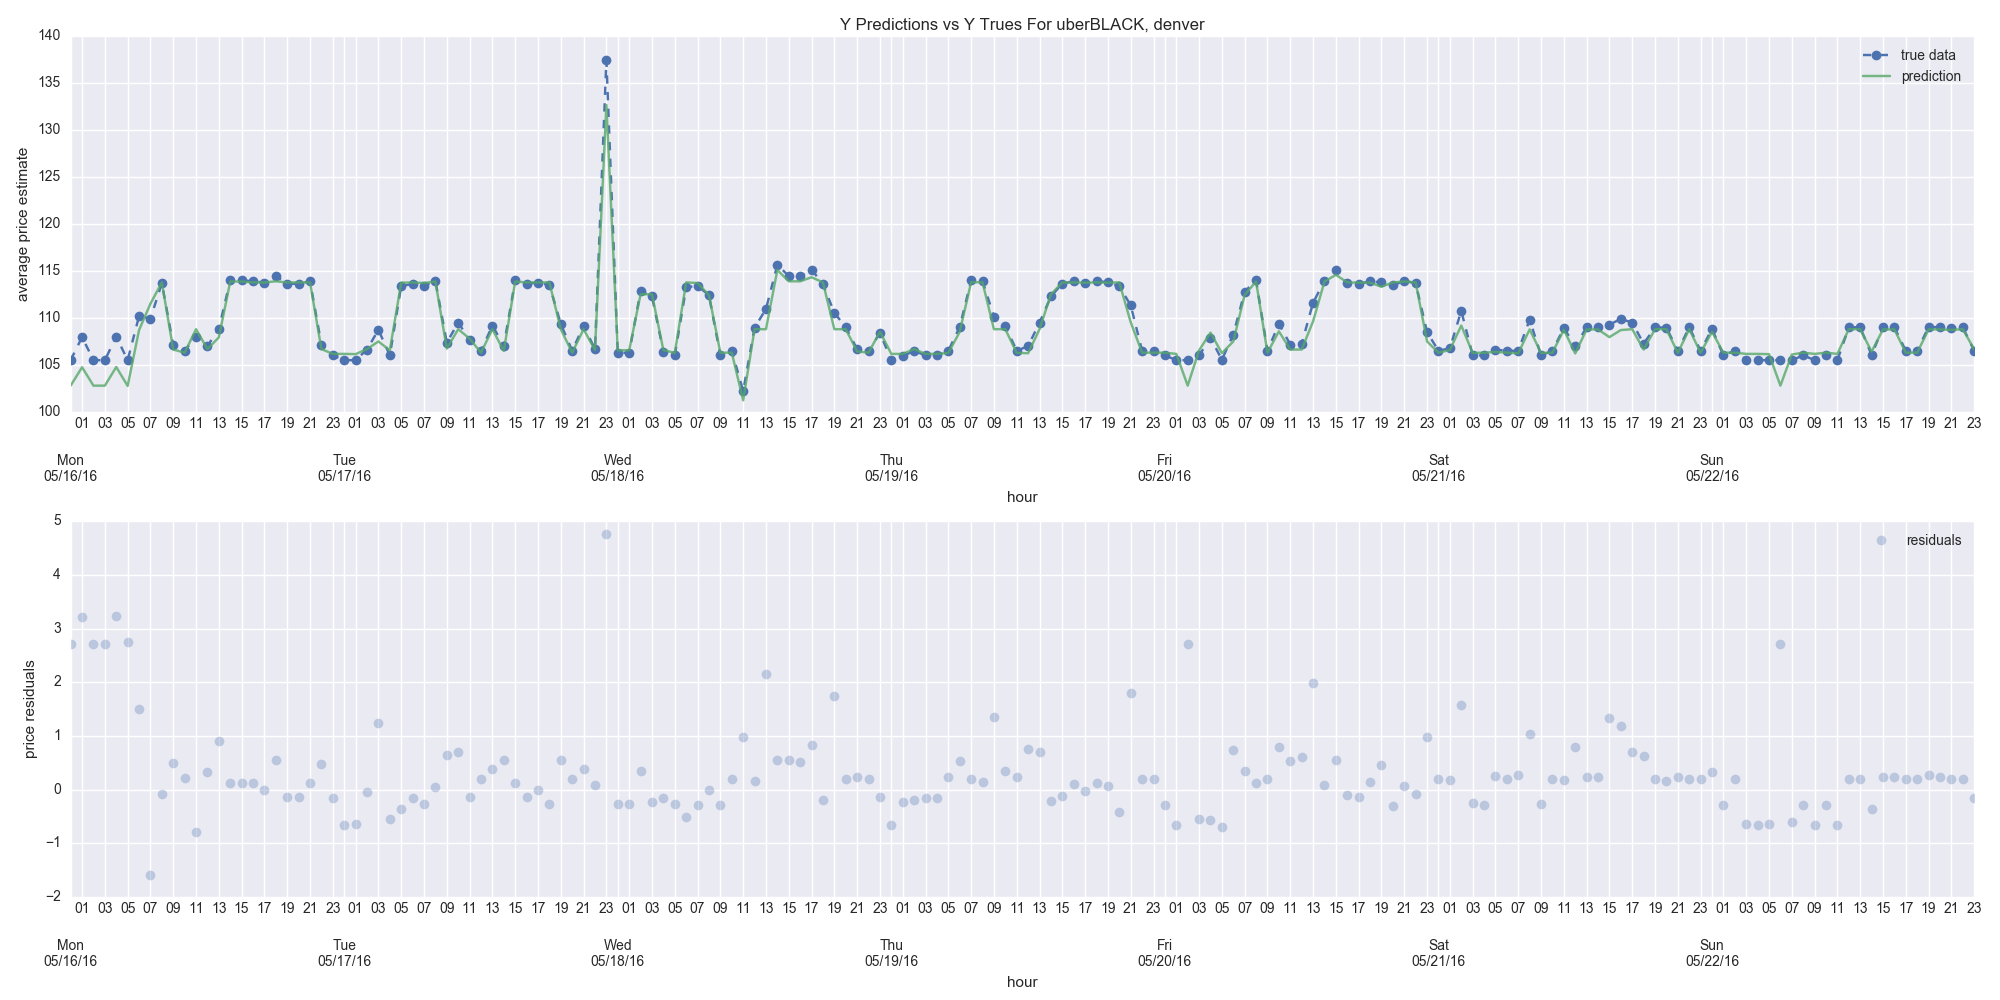 Y Predictions vs Y Trues For uberBLACK, denver
140
135
130
125
120
115
110
105
100
average price estimate
true data
prediction
01 03 05 07 09 11 13 15 17 19 21 23 01 03 05 07 09 11 13 15 17 19 21 23 01 03 05 07 09 11 13 15 17 19 21 23 01 03 05 07 09 11 13 15 17 19 21 23 01 03 05 07 09 11 13 15 17 19 21 23 01 03 05 07 09 11 13 15 17 19 21 23 01 03 05 07 09 11 13 15 17 19 21 23
Mon Tue Wed Thu Fri Sat Sun
05/16/16 05/17/16 05/18/16 05/19/16 05/20/16 05/21/16 05/22/16
hour
5
4
3
2
1
0
−1
−2
price residuals
residuals
01 03 05 07 09 11 13 15 17 19 21 23 01 03 05 07 09 11 13 15 17 19 21 23 01 03 05 07 09 11 13 15 17 19 21 23 01 03 05 07 09 11 13 15 17 19 21 23 01 03 05 07 09 11 13 15 17 19 21 23 01 03 05 07 09 11 13 15 17 19 21 23 01 03 05 07 09 11 13 15 17 19 21 23
Mon Tue Wed Thu Fri Sat Sun
05/16/16 05/17/16 05/18/16 05/19/16 05/20/16 05/21/16 05/22/16
hour